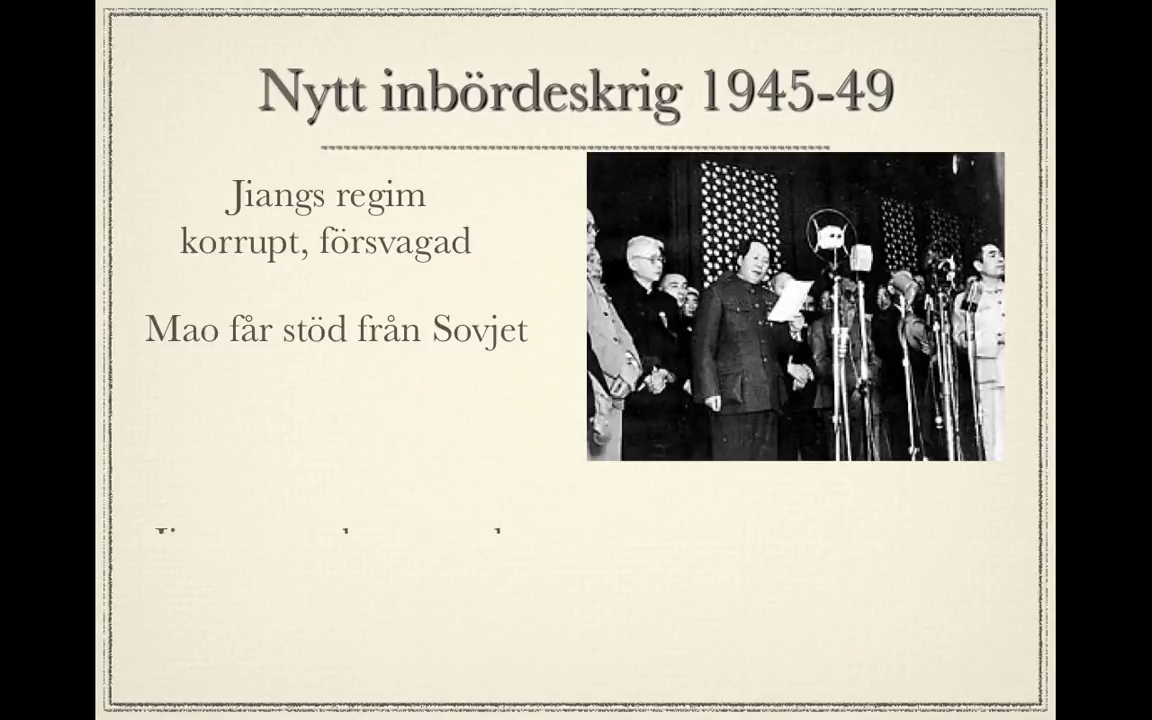 Nytt inbördeskrig 1945-49
Jiangs regim
korrupt, försvagad
Mao får stöd från Sovjet